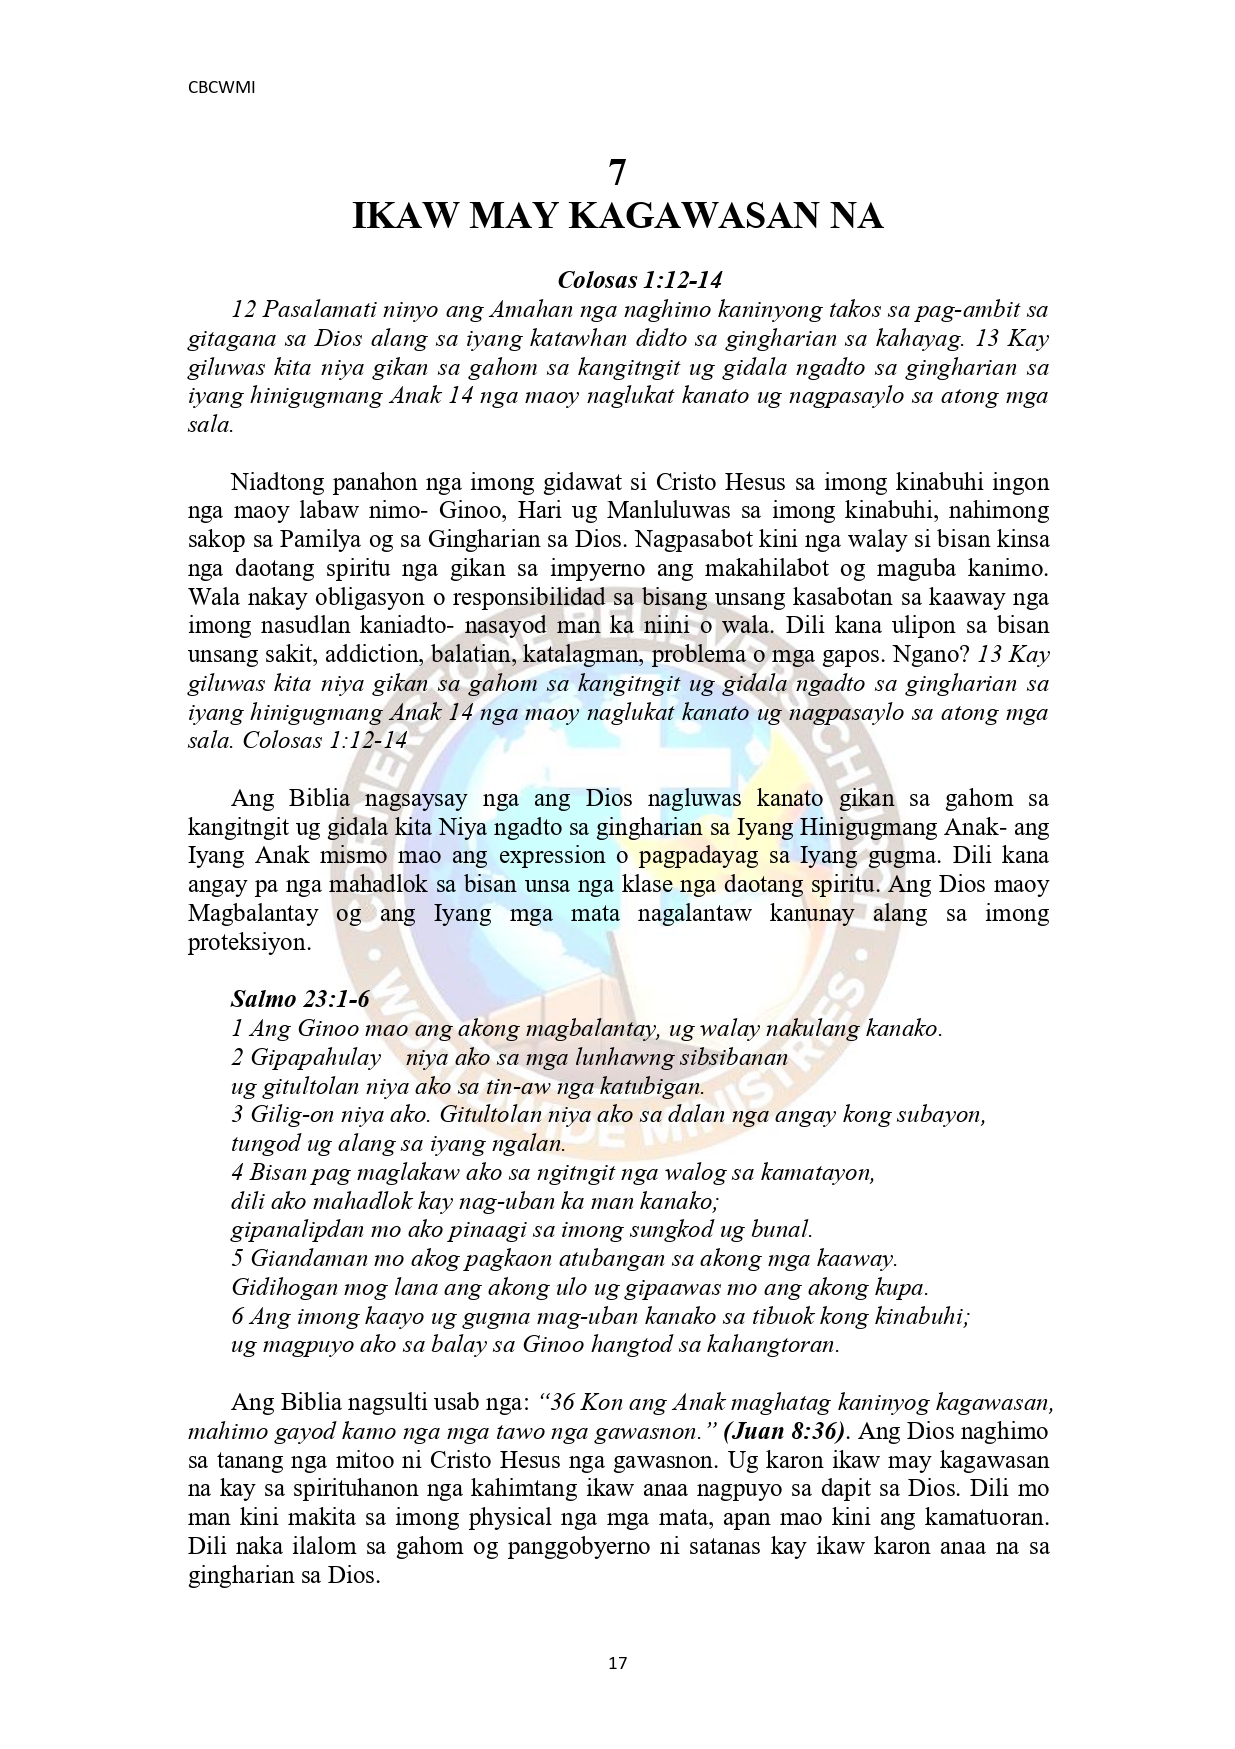 CBCWMI
7
IKAW MAY KAGAWASAN NA
Colosas 1:12-14
12 Pasalamati ninyo ang Amahan nga naghimo kaninyong takos sa pag-ambit sa
gitagana sa Dios alang sa iyang katawhan didto sa gingharian sa kahayag. 13 Kay
giluwas kita niya gikan sa gahom sa kangitngit ug gidala ngadto sa gingharian sa
iyang hinigugmang Anak 14 nga maoy naglukat kanato ug nagpasaylo sa atong mga
sala.
Niadtong panahon nga imong gidawat si Cristo Hesus sa imong kinabuhi ingon
nga maoy labaw nimo- Ginoo, Hari ug Manluluwas sa imong kinabuhi, nahimong
sakop sa Pamilya og sa Gingharian sa Dios. Nagpasabot kini nga walay si bisan kinsa
nga daotang spiritu nga gikan sa impyerno ang makahilabot og maguba kanimo.
Wala nakay obligasyon o responsibilidad sa bisang unsang kasabotan sa kaaway nga
imong nasudlan kaniadto- nasayod man ka niini o wala. Dili kana ulipon sa bisan
unsang sakit, addiction, balatian, katalagman, problema o mga gapos. Ngano? 13 Kay
giluwas kita niya gikan sa gahom sa kangitngit ug gidala ngadto sa gingharian sa
iyang hinigugmang Anak 14 nga maoy naglukat kanato ug nagpasaylo sa atong mga
sala. Colosas 1:12-14
Ang Biblia nagsaysay nga ang Dios nagluwas kanato gikan sa gahom sa
kangitngit ug gidala kita Niya ngadto sa gingharian sa Iyang Hinigugmang Anak- ang
Iyang Anak mismo mao ang expression o pagpadayag sa Iyang gugma. Dili kana
angay pa nga mahadlok sa bisan unsa nga klase nga daotang spiritu. Ang Dios maoy
Magbalantay og ang Iyang mga mata nagalantaw kanunay alang sa imong
proteksiyon.
Salmo 23:1-6
1 Ang Ginoo mao ang akong magbalantay, ug walay nakulang kanako.
2 Gipapahulay niya ako sa mga lunhawng sibsibanan
ug gitultolan niya ako sa tin-aw nga katubigan.
3 Gilig-on niya ako. Gitultolan niya ako sa dalan nga angay kong subayon,
tungod ug alang sa iyang ngalan.
4 Bisan pag maglakaw ako sa ngitngit nga walog sa kamatayon,
dili ako mahadlok kay nag-uban ka man kanako;
gipanalipdan mo ako pinaagi sa imong sungkod ug bunal.
5 Giandaman mo akog pagkaon atubangan sa akong mga kaaway.
Gidihogan mog lana ang akong ulo ug gipaawas mo ang akong kupa.
6 Ang imong kaayo ug gugma mag-uban kanako sa tibuok kong kinabuhi;
ug magpuyo ako sa balay sa Ginoo hangtod sa kahangtoran.
Ang Biblia nagsulti usab nga: “36 Kon ang Anak maghatag kaninyog kagawasan,
mahimo gayod kamo nga mga tawo nga gawasnon.” (Juan 8:36). Ang Dios naghimo
sa tanang nga mitoo ni Cristo Hesus nga gawasnon. Ug karon ikaw may kagawasan
na kay sa spirituhanon nga kahimtang ikaw anaa nagpuyo sa dapit sa Dios. Dili mo
man kini makita sa imong physical nga mga mata, apan mao kini ang kamatuoran.
Dili naka ilalom sa gahom og panggobyerno ni satanas kay ikaw karon anaa na sa
gingharian sa Dios.
17
CORNERSTONE BELIEVERS CHURCH
WORLDWIDE MINISTRIES